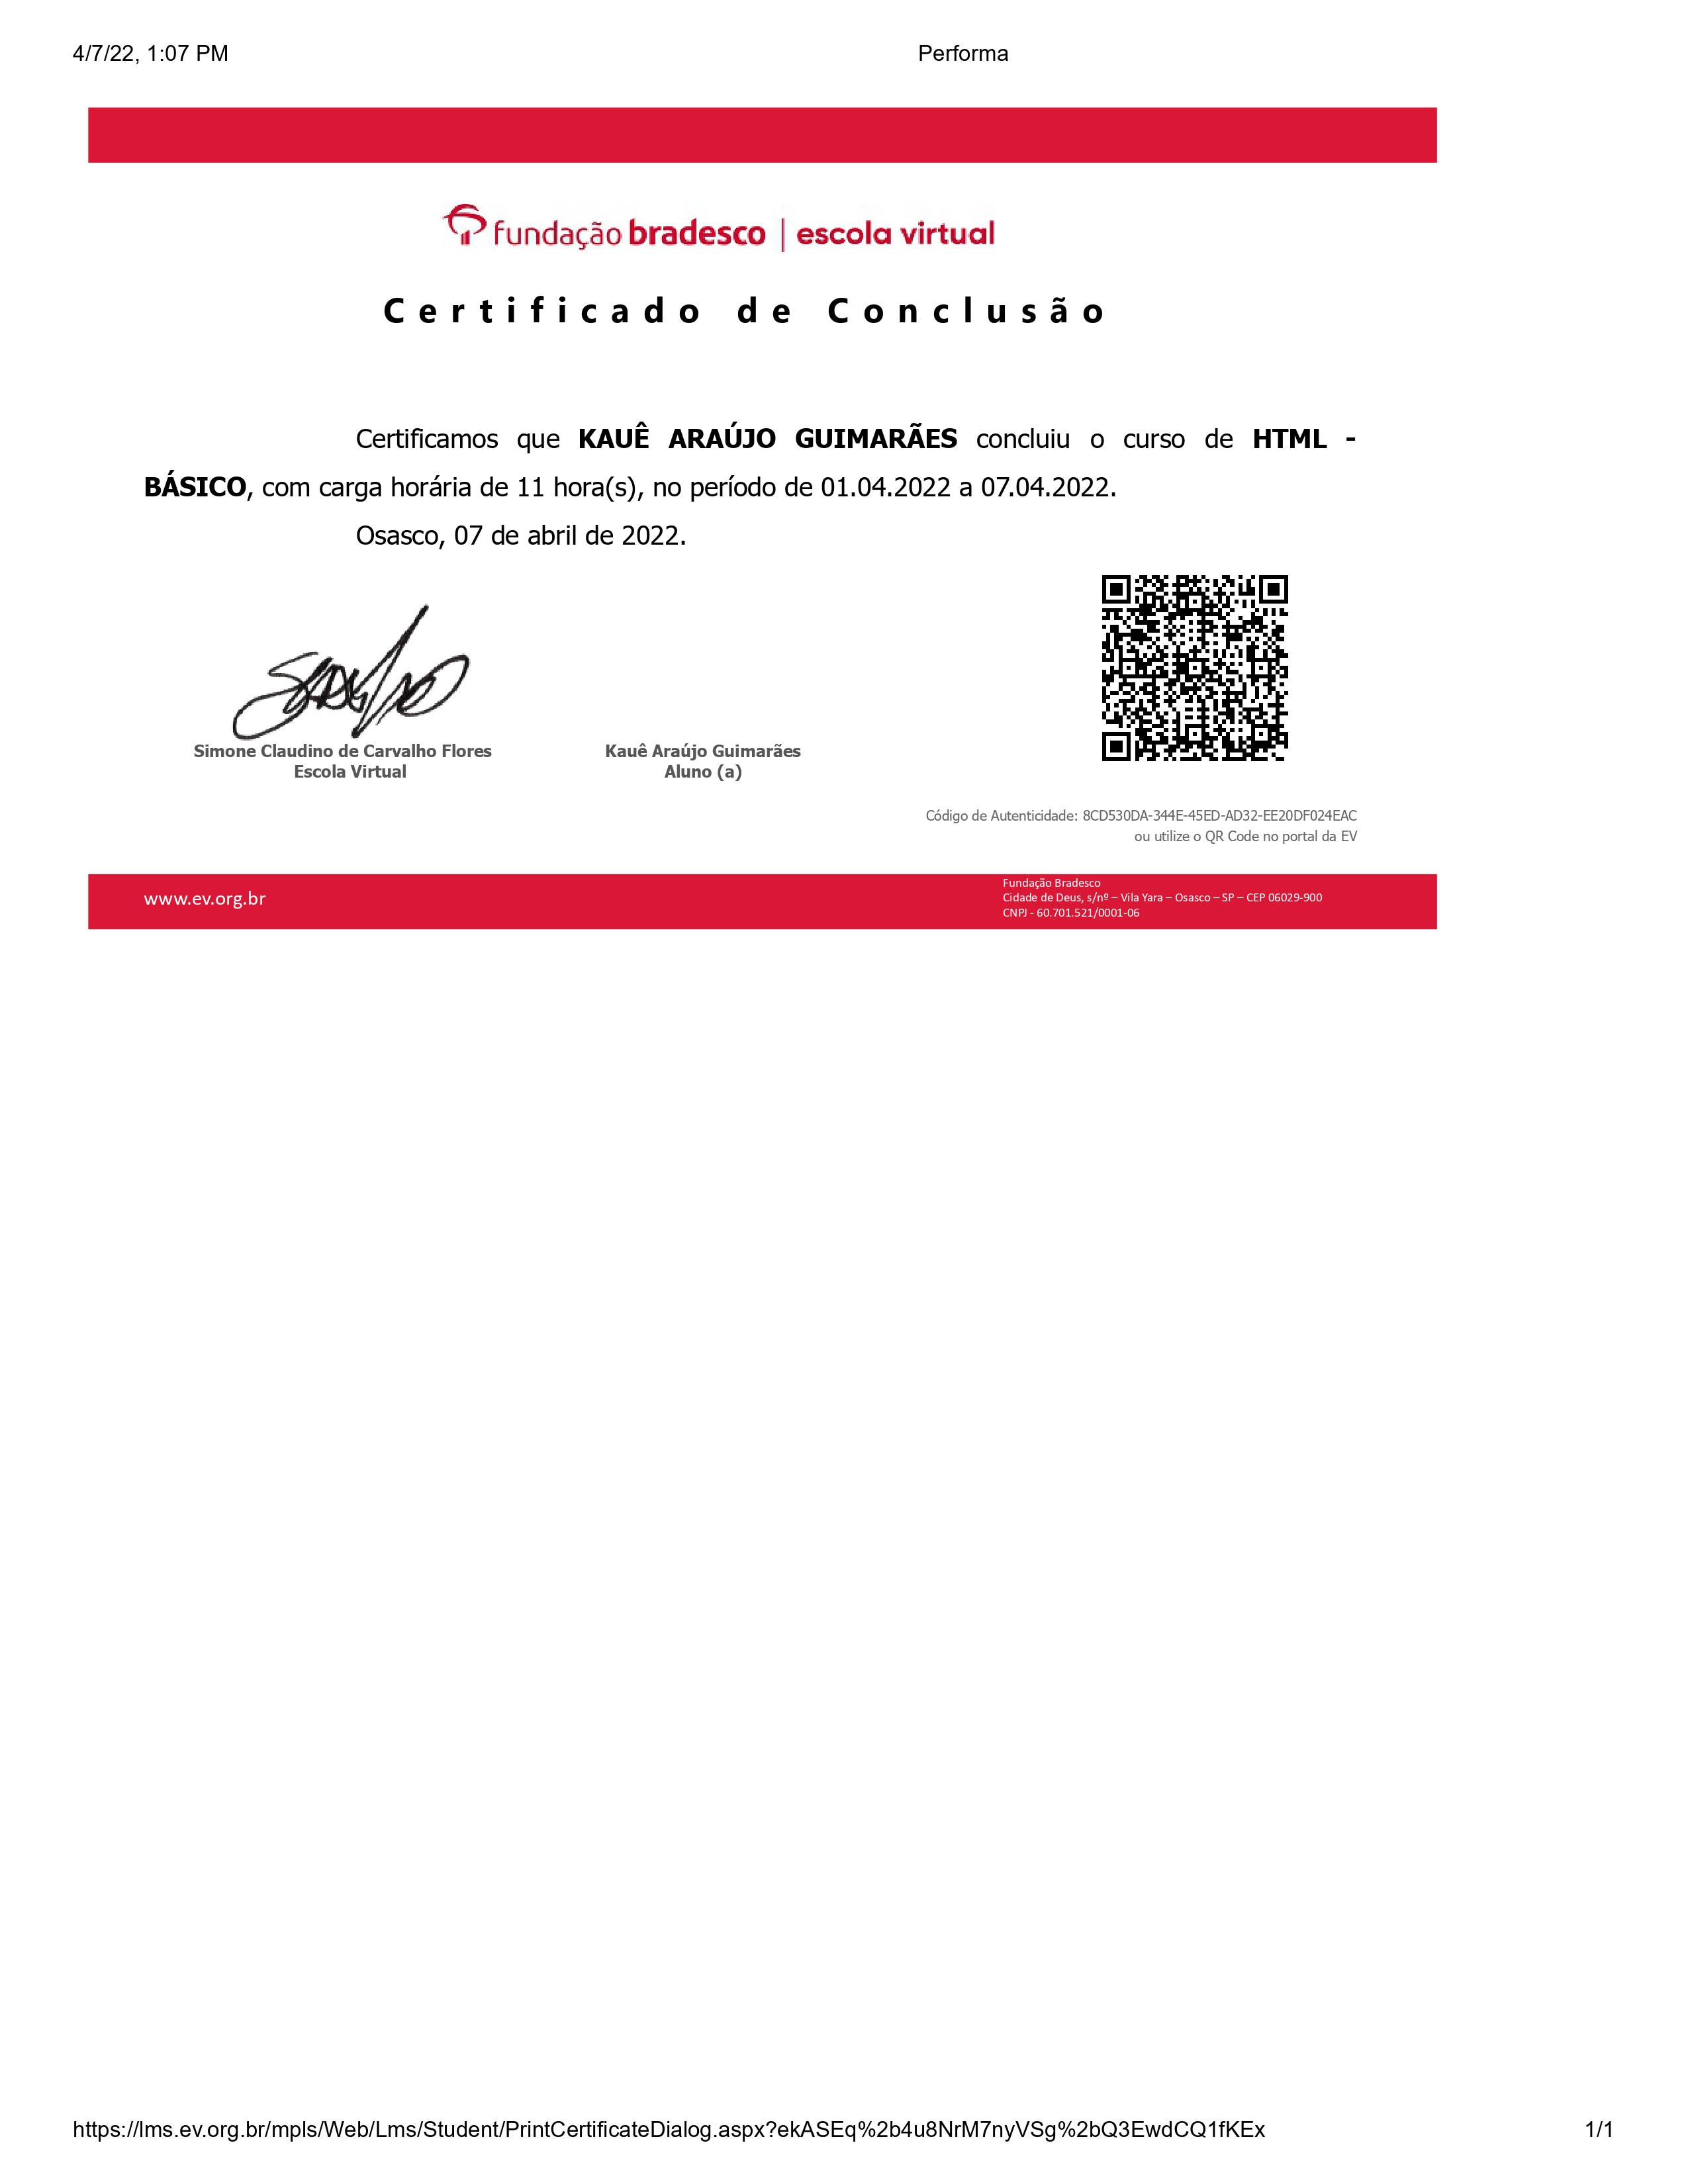 4/7/22, 1:07 PM
Performa
fundação bradesco | escola virtual
Certificado de Conclusão
Certificamos que KAUÊ ARAÚJO GUIMARÃES concluiu o curso de HTML -
BÁSICO, com carga horária de 11 hora(s), no período de 01.04.2022 a 07.04.2022.
Osasco, 07 de abril de 2022.
Simone Claudino de Carvalho Flores
Escola Virtual
Kauê Araújo Guimarães
Aluno (a)
Código de Autenticidade: 8CD530DA-344E-45ED-AD32-EE20DF024EAC
ou utilize o QR Code no portal da EV
www.ev.org.br
Fundação Bradesco
Cidade de Deus, s/nº – Vila Yara – Osasco – SP – CEP 06029-900
CNPJ - 60.701.521/0001-06
https://lms.ev.org.br/mpls/Web/Lms/Student/PrintCertificateDialog.aspx?ekASEq%2b4u8NrM7nyVSg%2bQ3EwdCQ1fKEx
1/1